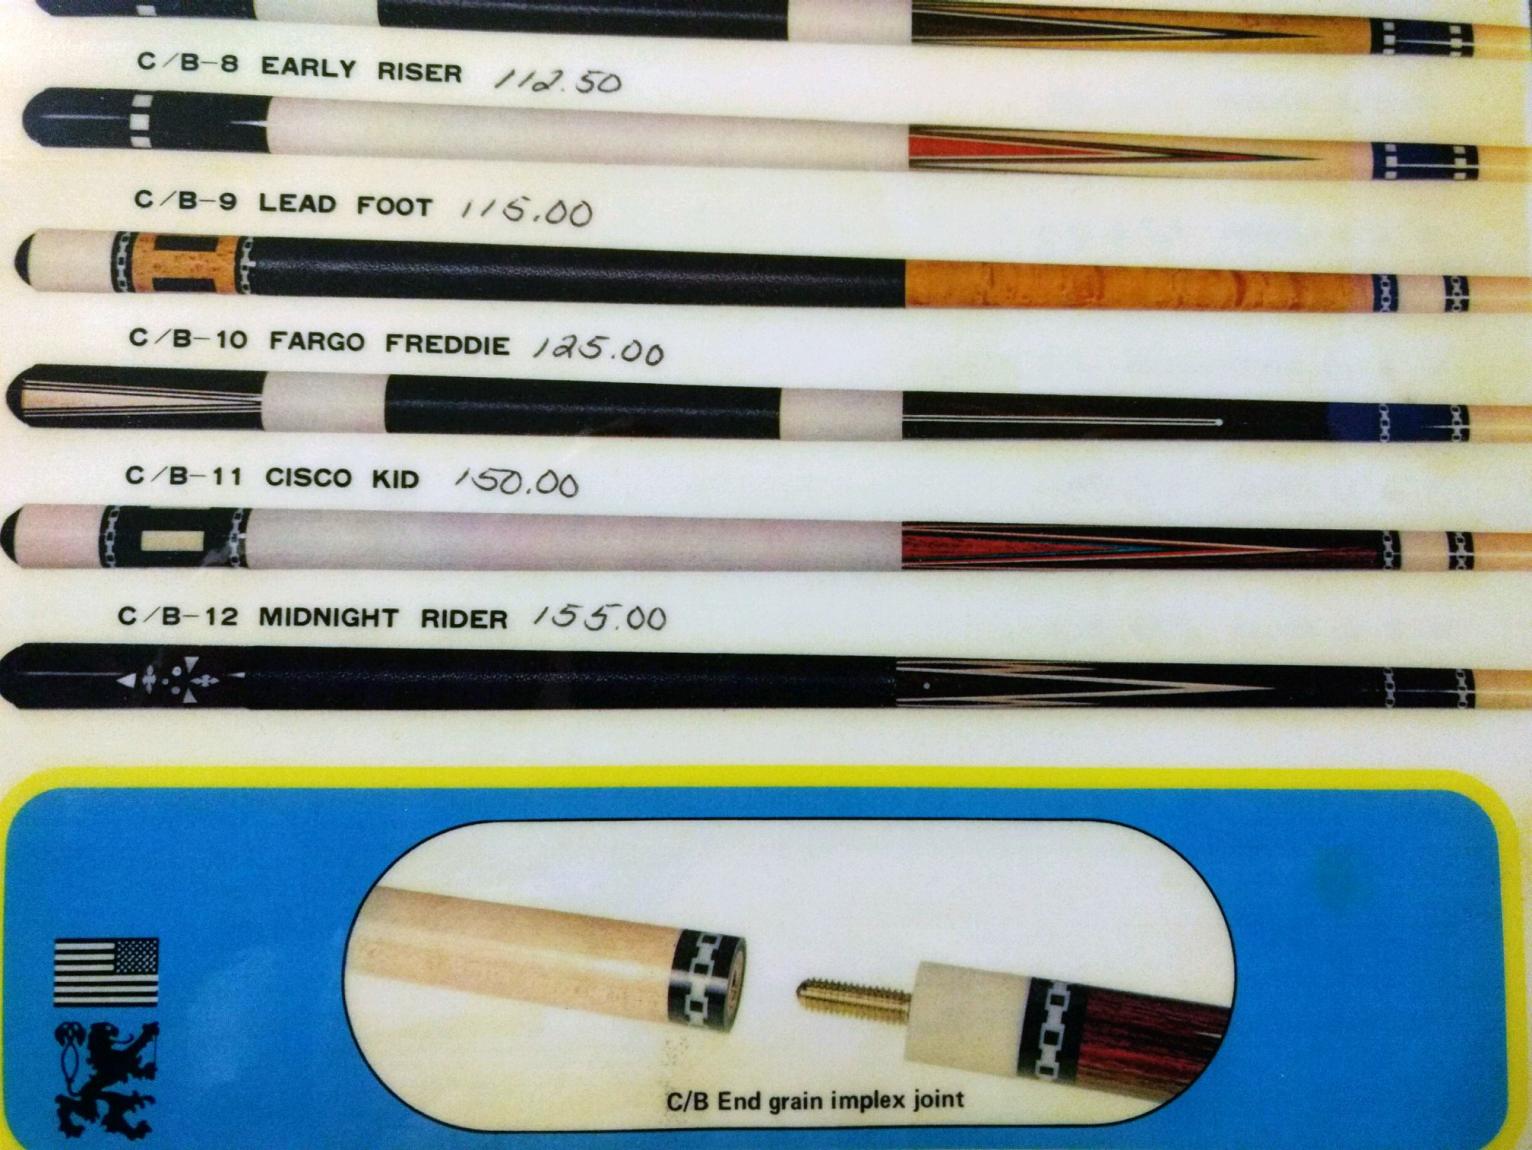 C/B-8 EARLY RISER 112.50
C/B-9 LEAD FOOT 115.00
C/B-10 FARGO FREDDIE 125.00
C/B-11 CISCO KID 150.00
C/B-12 MIDNIGHT RIDER 155.00
C/B End grain implex joint